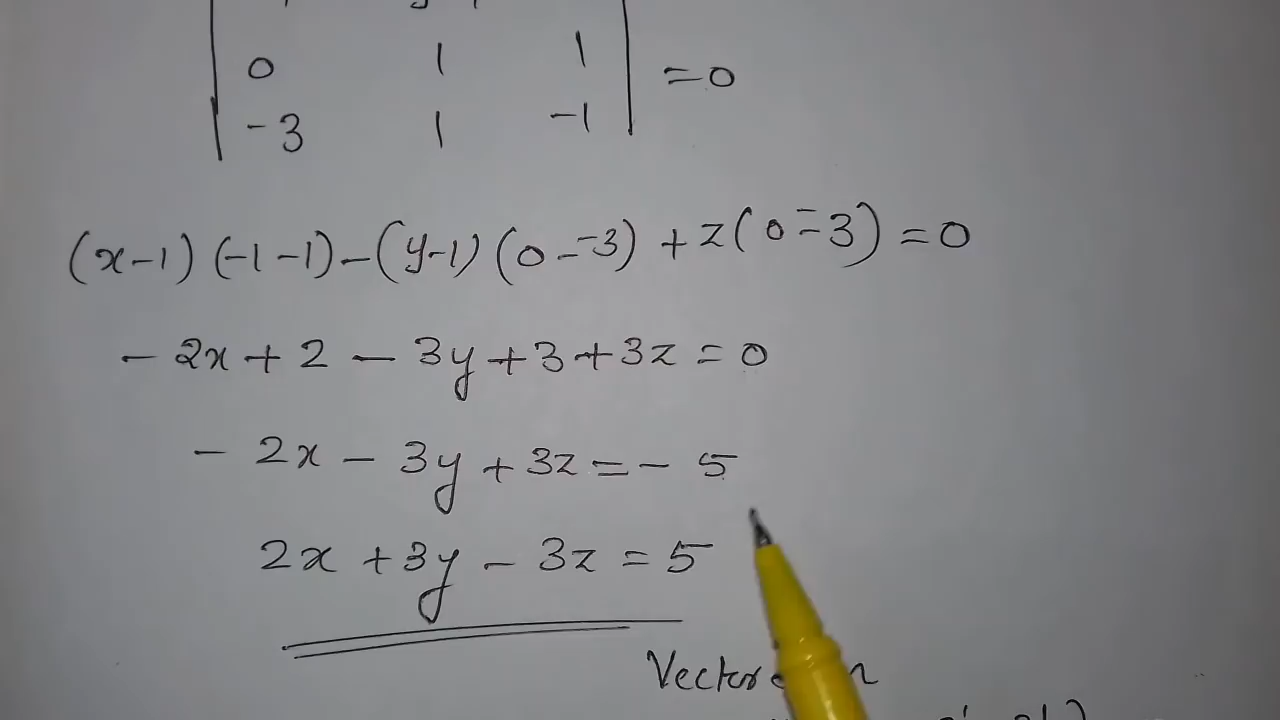 0 1 1
= 0
-3 1 -1
(x-1) (-1-1) - (y-1) (0--3) + z(0--3) = 0
- 2x + 2 - 3y + 3 + 3z = 0
- 2x - 3y + 3z = - 5
2x + 3y - 3z = 5